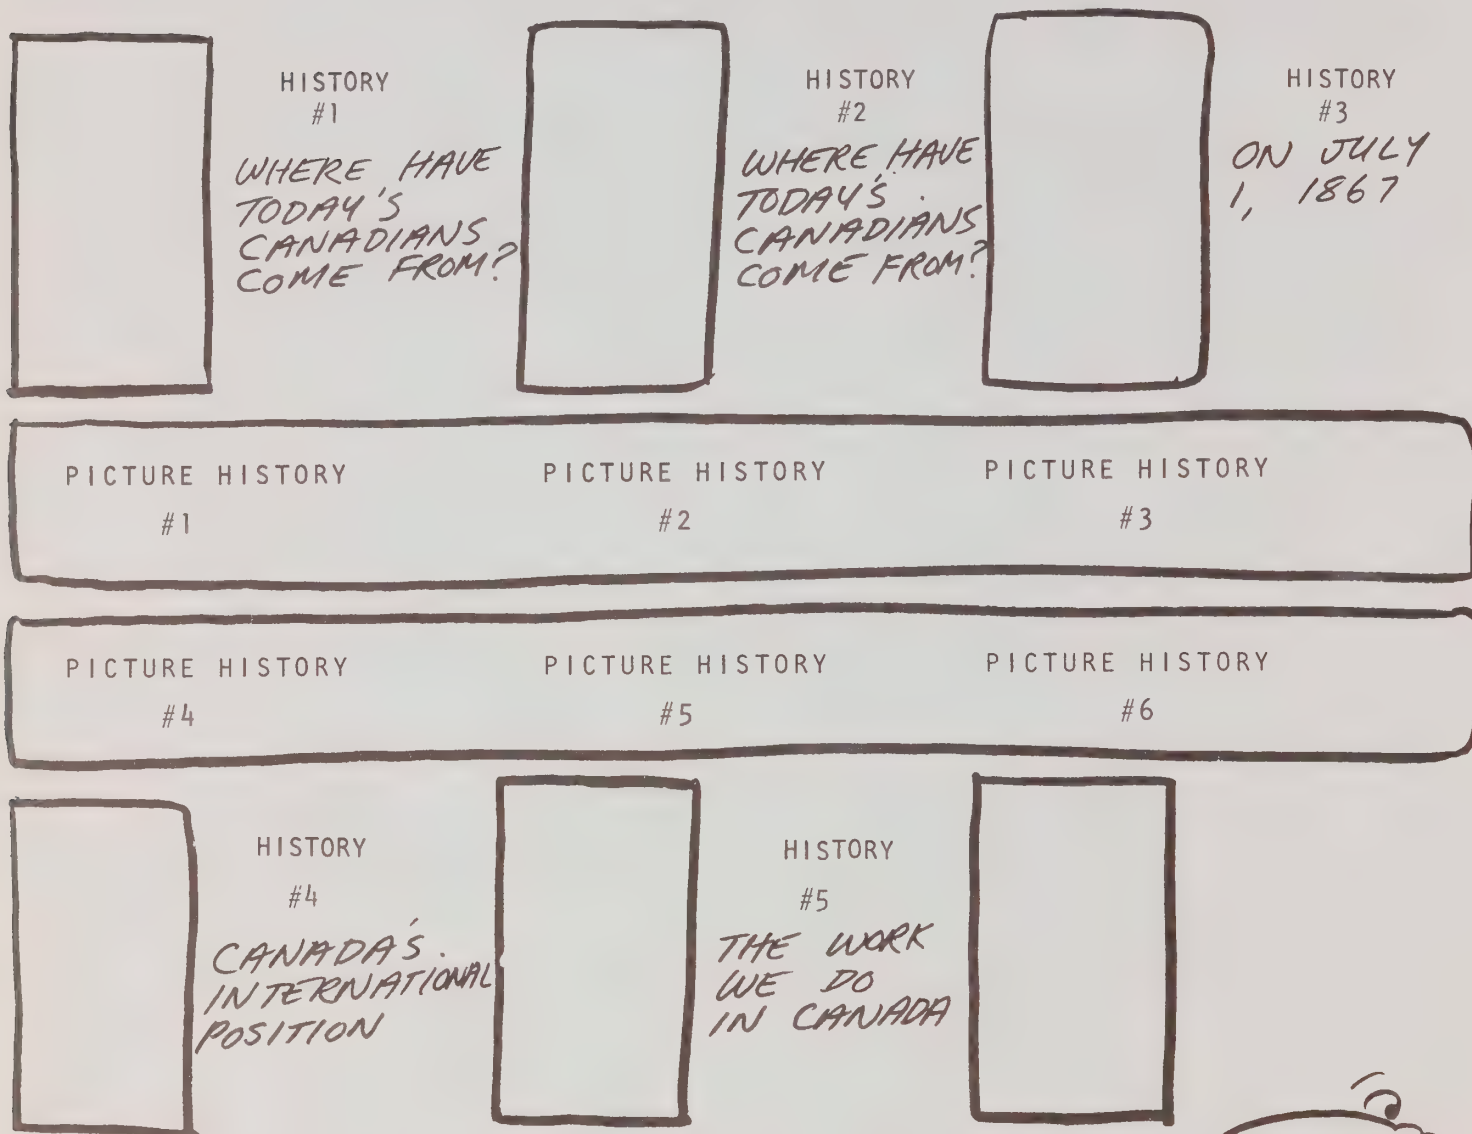 HISTORY
#1
WHERE HAVE
TODAY'S
CANADIANS
COME FROM?
HISTORY
#2
WHERE HAVE
TODAY'S
CANADIANS
COME FROM?
HISTORY
#3
ON JULY
1, 1867
PICTURE HISTORY
#1
PICTURE HISTORY
#2
PICTURE HISTORY
#3
PICTURE HISTORY
#4
PICTURE HISTORY
#5
PICTURE HISTORY
#6
HISTORY
#4
CANADA'S
INTERNATIONAL
POSITION
HISTORY
#5
THE WORK
WE DO
IN CANADA